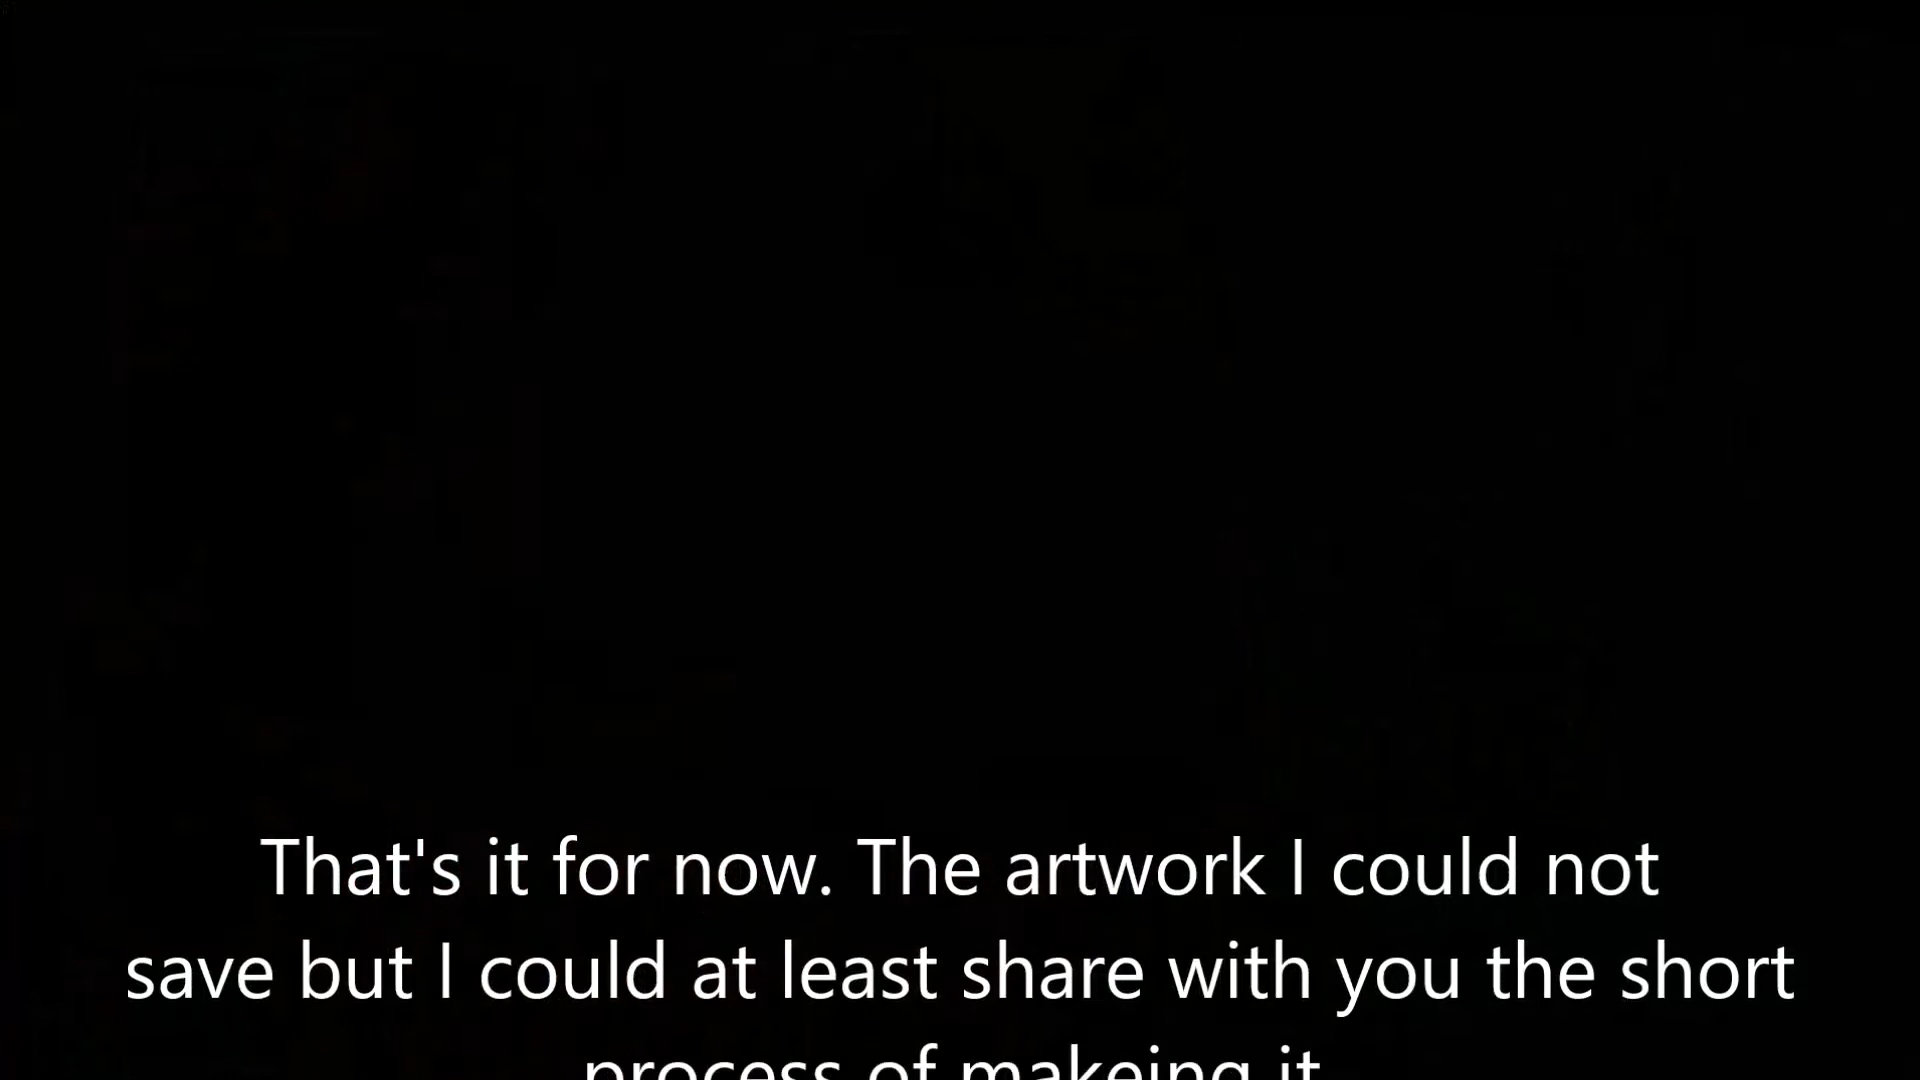 That's it for now. The artwork I could not
save but I could at least share with you the short
process of makeing it